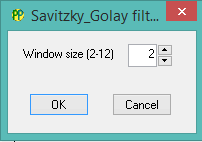 Savitzky_Golay filt...
Window size (2-12) 2
OK Cancel